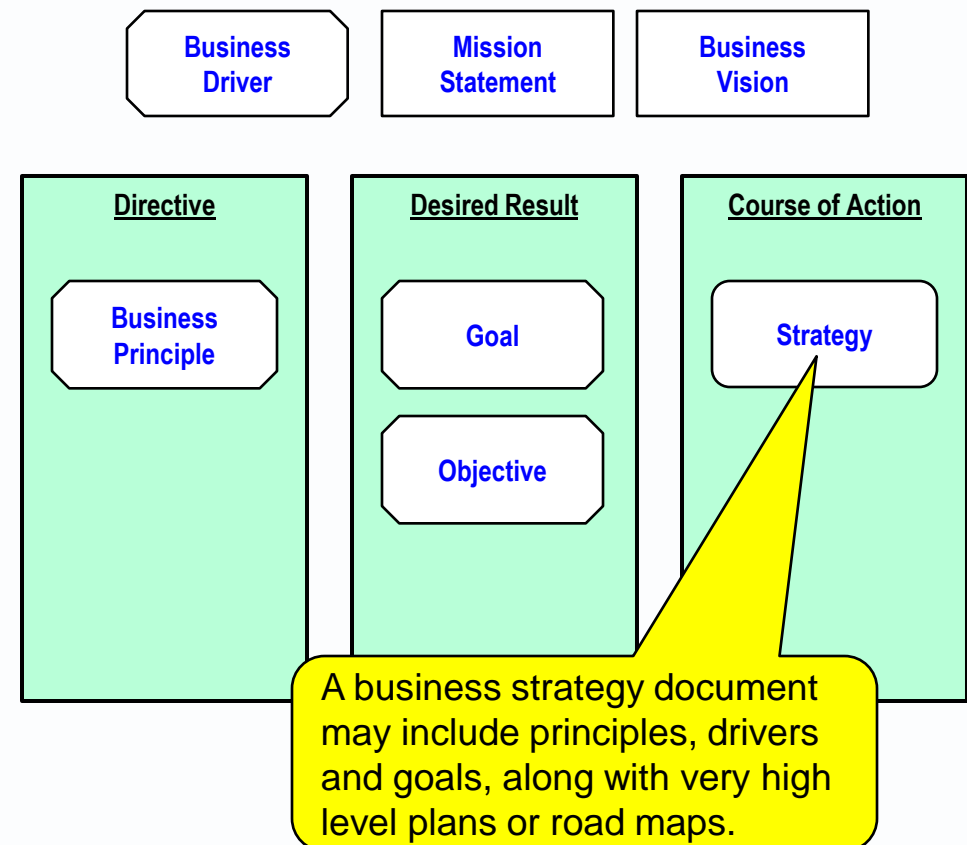 Business
Driver
Mission
Statement
Business
Vision
Directive
Business
Principle
Desired Result
Goal
Objective
Course of Action
Strategy
A business strategy document
may include principles, drivers
and goals, along with very high
level plans or road maps.